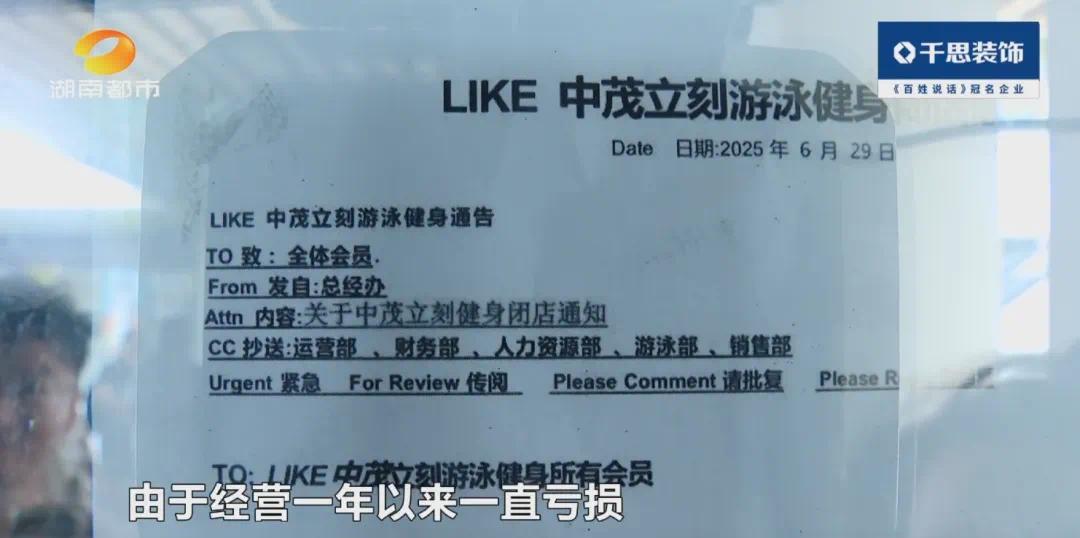 湖南都市
千思装饰
《百姓说话》冠名企业
LIKE 中茂立刻游泳健身
Date 日期:2025 年 6 月 29 日
LIKE 中茂立刻游泳健身通告
TO 致：全体会员.
From 发自:总经办
Attn 内容:关于中茂立刻健身闭店通知
CC 抄送:运营部 、财务部 、人力资源部 、游泳部 、销售部
Urgent 紧急 For Review 传阅 Please Comment 请批复 Please
TO: LIKE 中茂立刻游泳健身所有会员
由于经营一年以来一直亏损